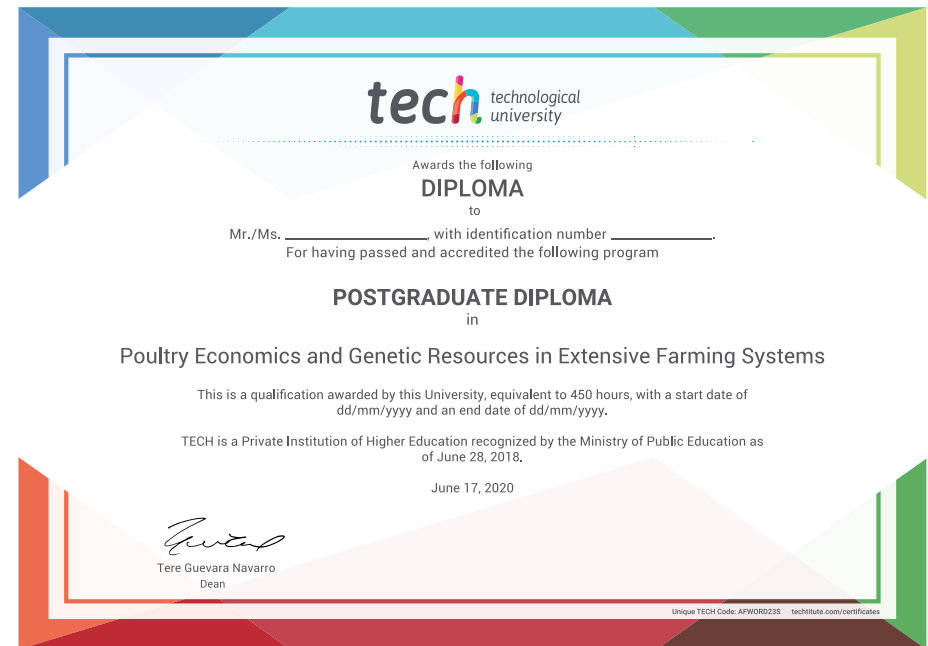 tech technological
university
Awards the following
DIPLOMA
to
Mr./Ms. ____________________, with identification number ______________.
For having passed and accredited the following program
POSTGRADUATE DIPLOMA
in
Poultry Economics and Genetic Resources in Extensive Farming Systems
This is a qualification awarded by this University, equivalent to 450 hours, with a start date of
dd/mm/yyyy and an end date of dd/mm/yyyy.
TECH is a Private Institution of Higher Education recognized by the Ministry of Public Education as
of June 28, 2018.
June 17, 2020
Tere Guevara Navarro
Dean
Unique TECH Code: AFWORD23S techtitute.com/certificates